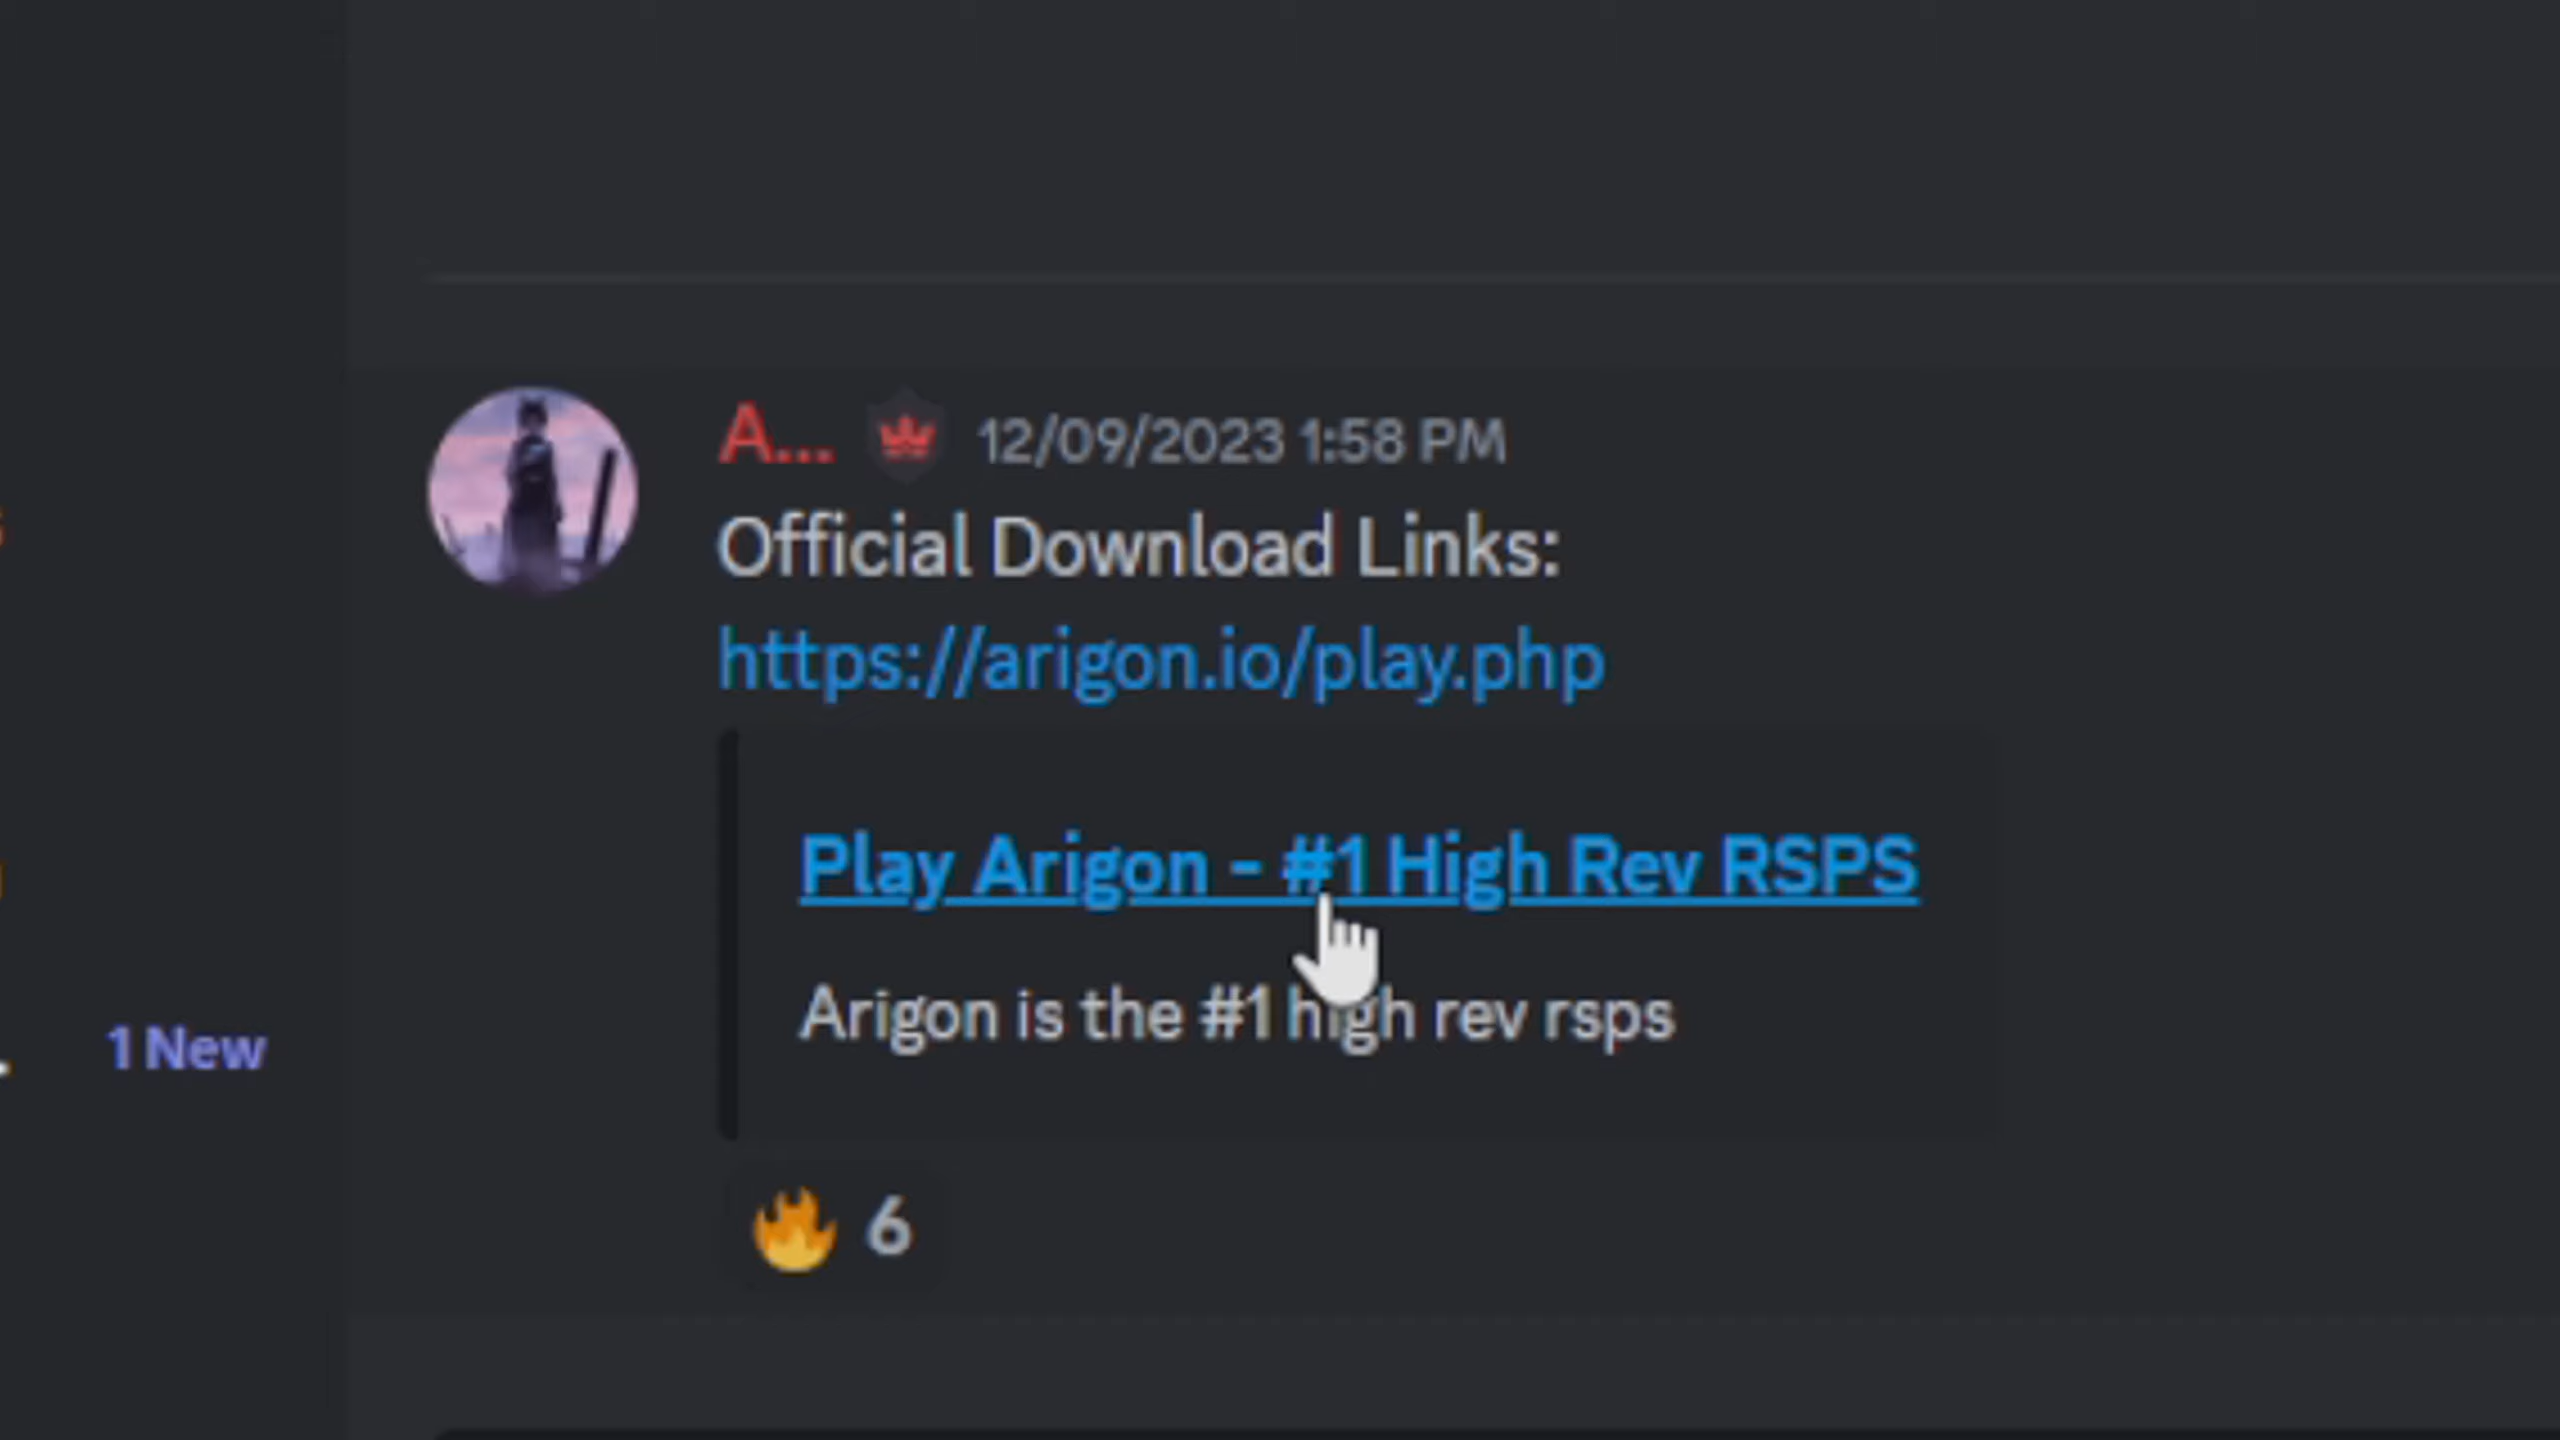 A... 12/09/2023 1:58 PM
Official Download Links:
https://arigon.io/play.php
Play Arigon - #1 High Rev RSPS
Arigon is the #1 high rev rsps
1 New
6